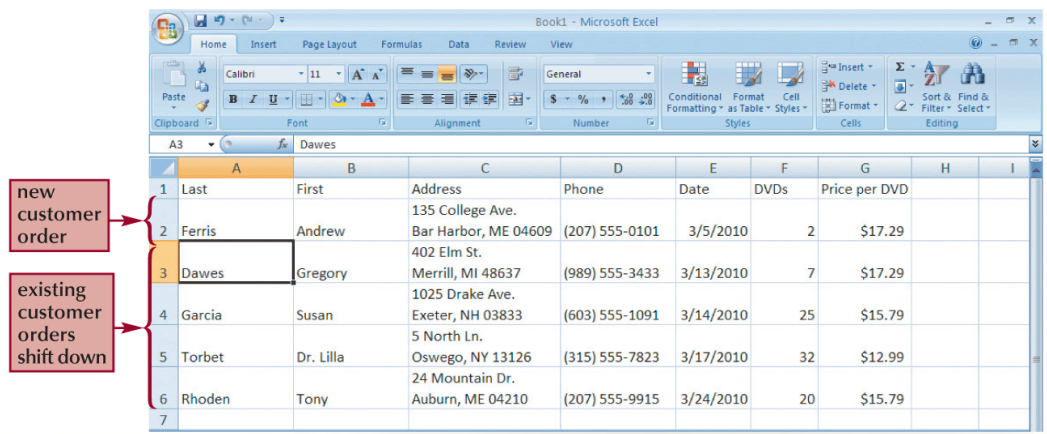 Book1 - Microsoft Excel
Home Insert Page Layout Formulas Data Review View
Calibri 11 A A General Σ Insert
Paste B I U A $ % , Conditional Formatting Format as Table Cell Styles Delete Format Sort & Filter Find & Select
Clipboard Font Alignment Number Styles Cells Editing
A3 fx Dawes
A B C D E F G H I
1 Last First Address Phone Date DVDs Price per DVD
new
customer
order
135 College Ave.
2 Ferris Andrew Bar Harbor, ME 04609 (207) 555-0101 3/5/2010 2 $17.29
402 Elm St.
3 Dawes Gregory Merrill, MI 48637 (989) 555-3433 3/13/2010 7 $17.29
existing
customer
orders
shift down
1025 Drake Ave.
4 Garcia Susan Exeter, NH 03833 (603) 555-1091 3/14/2010 25 $15.79
5 North Ln.
5 Torbet Dr. Lilla Oswego, NY 13126 (315) 555-7823 3/17/2010 32 $12.99
24 Mountain Dr.
6 Rhoden Tony Auburn, ME 04210 (207) 555-9915 3/24/2010 20 $15.79
7